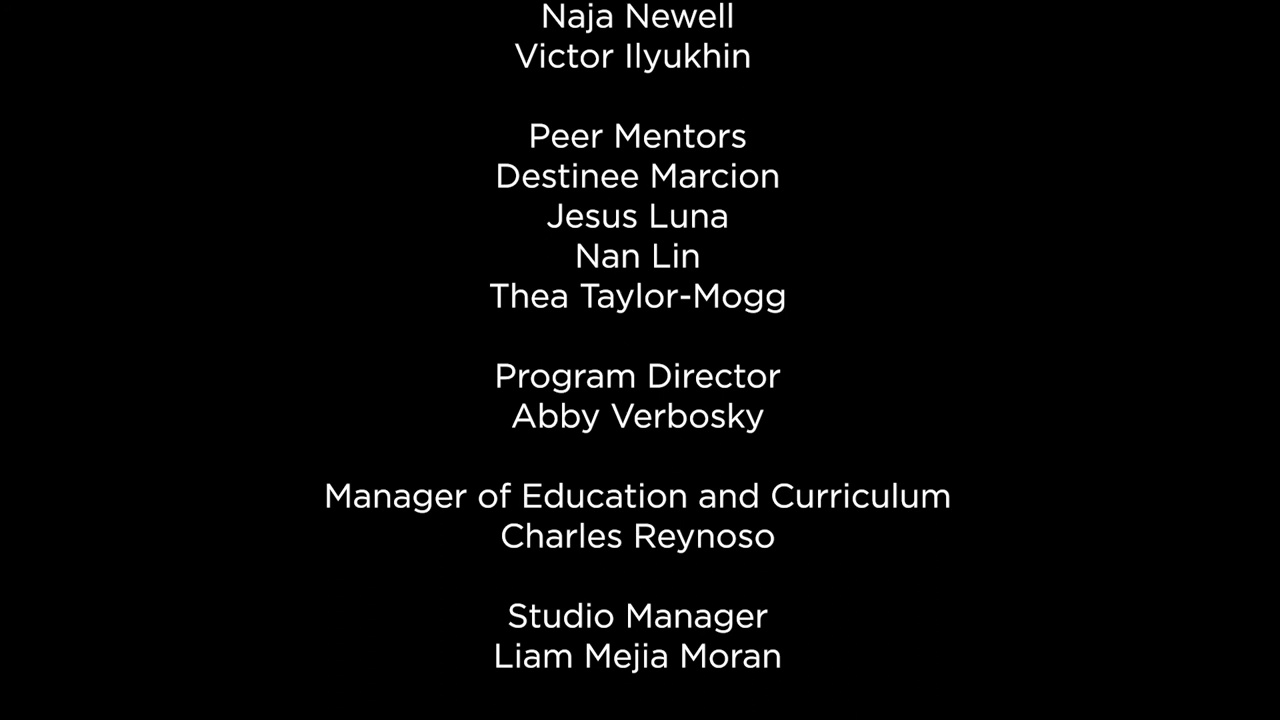 Naja Newell
Victor Ilyukhin
Peer Mentors
Destinee Marcion
Jesus Luna
Nan Lin
Thea Taylor-Mogg
Program Director
Abby Verbosky
Manager of Education and Curriculum
Charles Reynoso
Studio Manager
Liam Mejia Moran